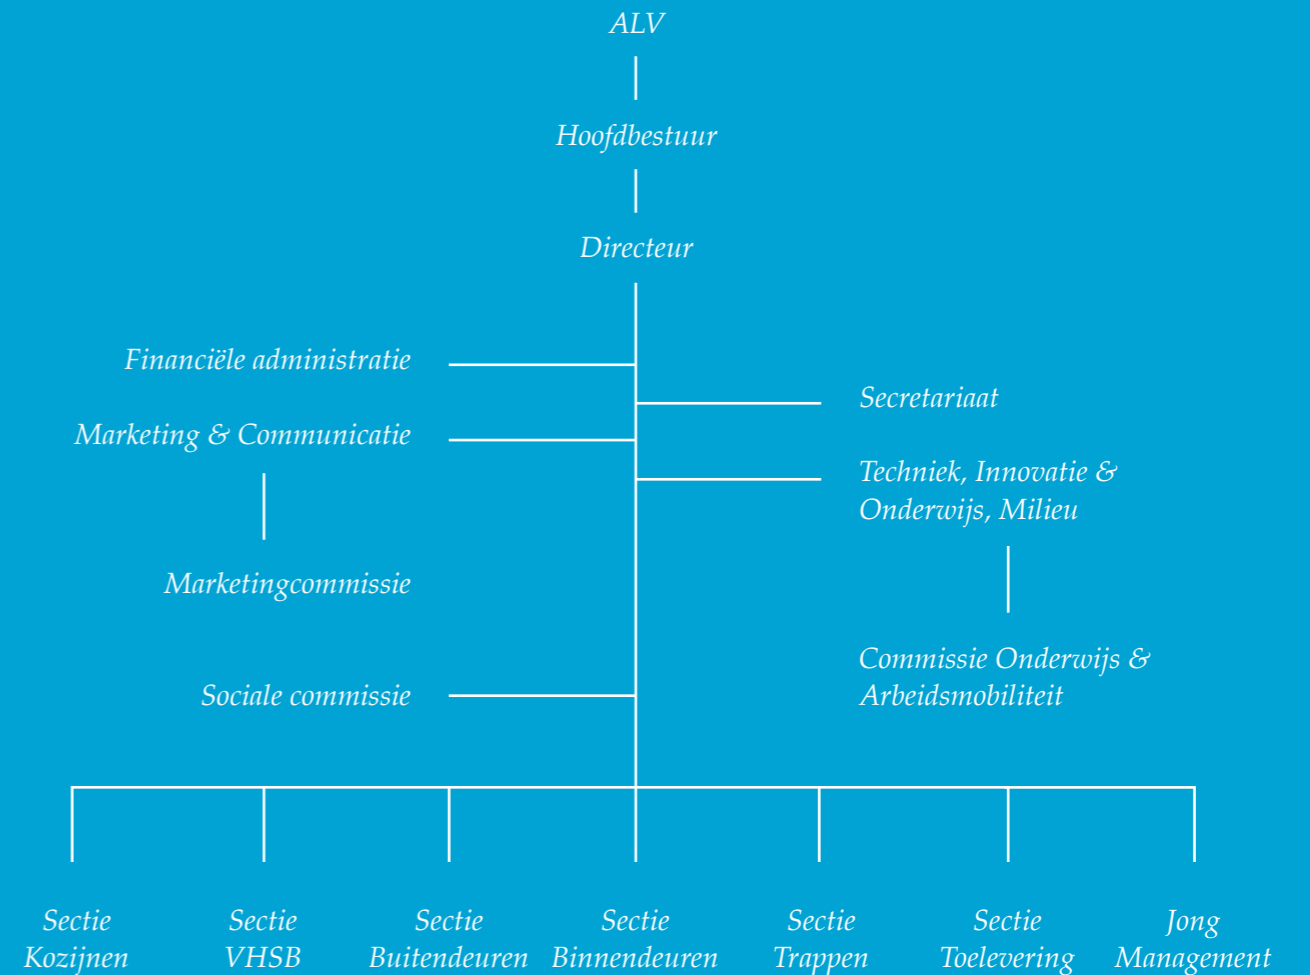 ALV
Hoofdbestuur
Directeur
Financiële administratie
Secretariaat
Marketing & Communicatie
Techniek, Innovatie &
Onderwijs, Milieu
Marketingcommissie
Commissie Onderwijs &
Arbeidsmobiliteit
Sociale commissie
Sectie
Kozijnen
Sectie
VHSB
Sectie
Buitendeuren
Sectie
Binnendeuren
Sectie
Trappen
Sectie
Toelevering
Jong
Management